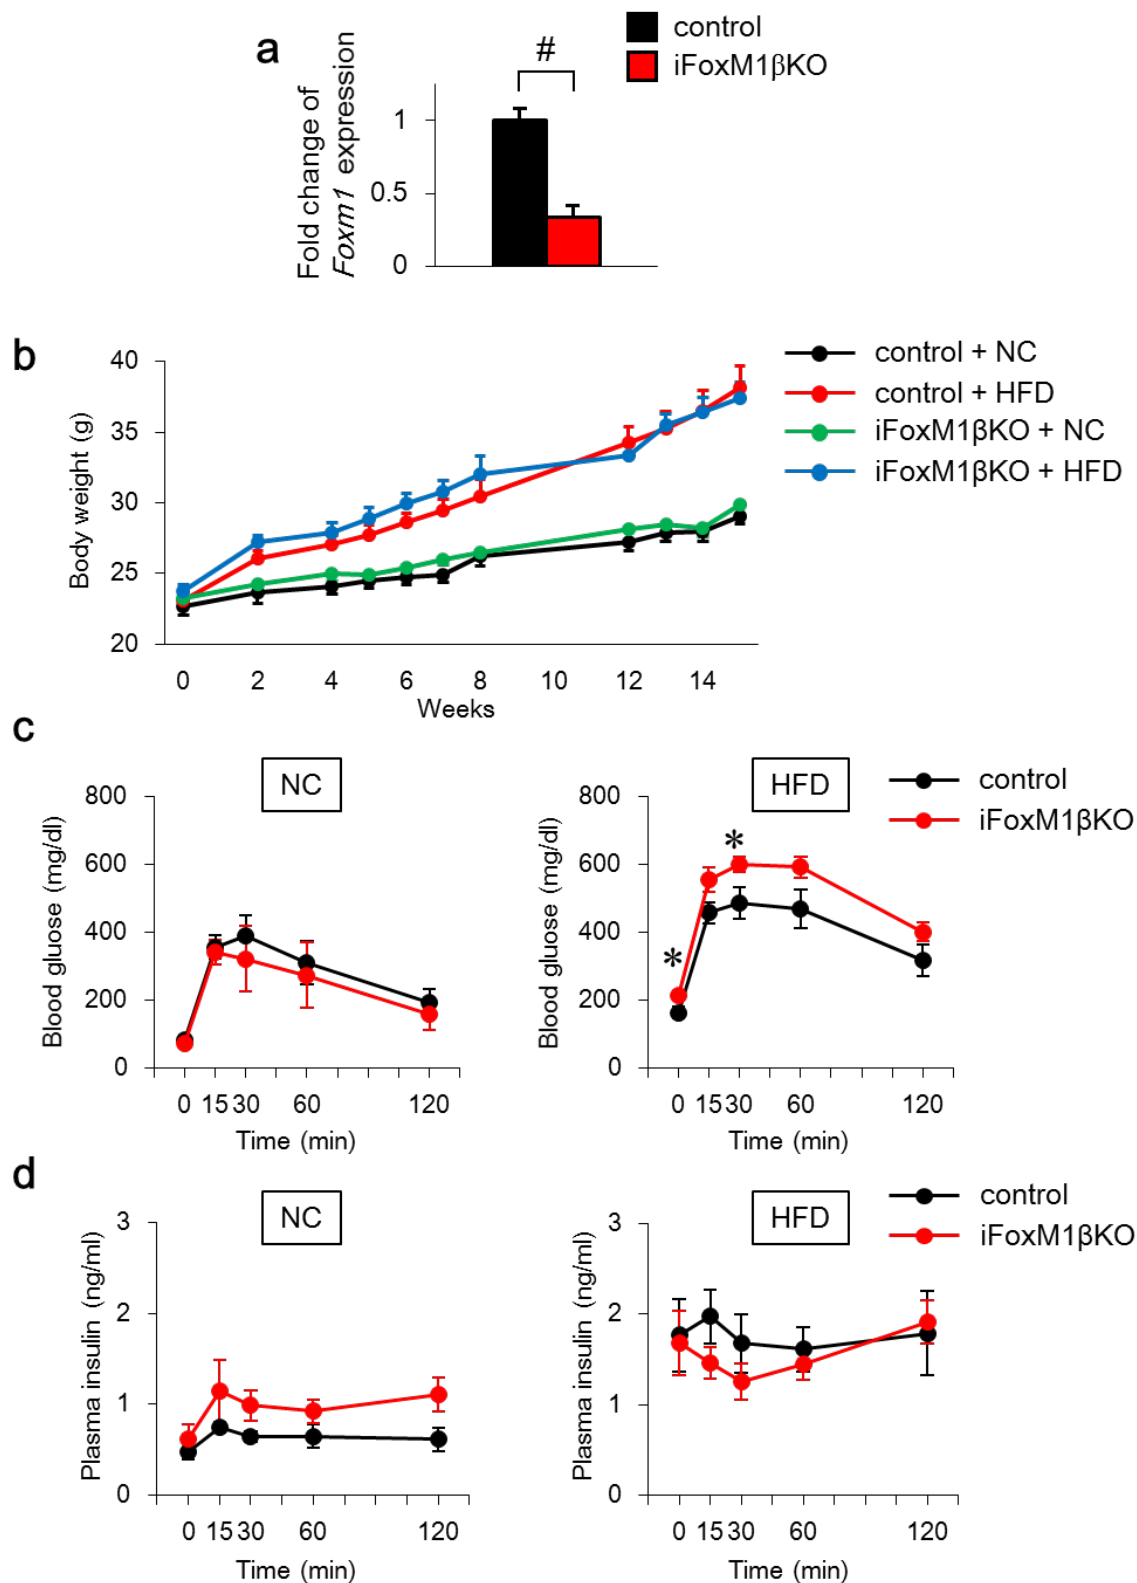 a
control
iFoxM1βKO
#
Fold change of
Foxm1 expression
1
0.5
0
b
40
35
30
25
20
Body weight (g)
0 2 4 6 8 10 12 14
Weeks
control + NC
control + HFD
iFoxM1βKO + NC
iFoxM1βKO + HFD
c
NC
800
600
400
200
0
Blood gluose (mg/dl)
0 15 30 60 120
Time (min)
HFD
800
600
400
200
0
Blood gluose (mg/dl)
*
*
0 15 30 60 120
Time (min)
control
iFoxM1βKO
d
NC
3
2
1
0
Plasma insulin (ng/ml)
0 15 30 60 120
Time (min)
HFD
3
2
1
0
Plasma insulin (ng/ml)
0 15 30 60 120
Time (min)
control
iFoxM1βKO